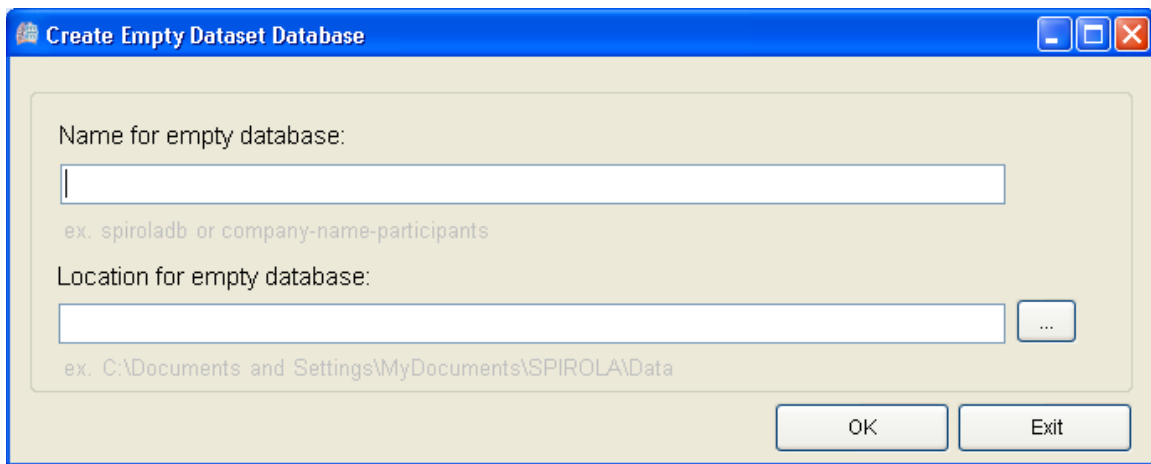 Create Empty Dataset Database
Name for empty database:
ex. spiroladb or company-name-participants
Location for empty database:
...
ex. C:\Documents and Settings\MyDocuments\SPIROLA\Data
OK
Exit